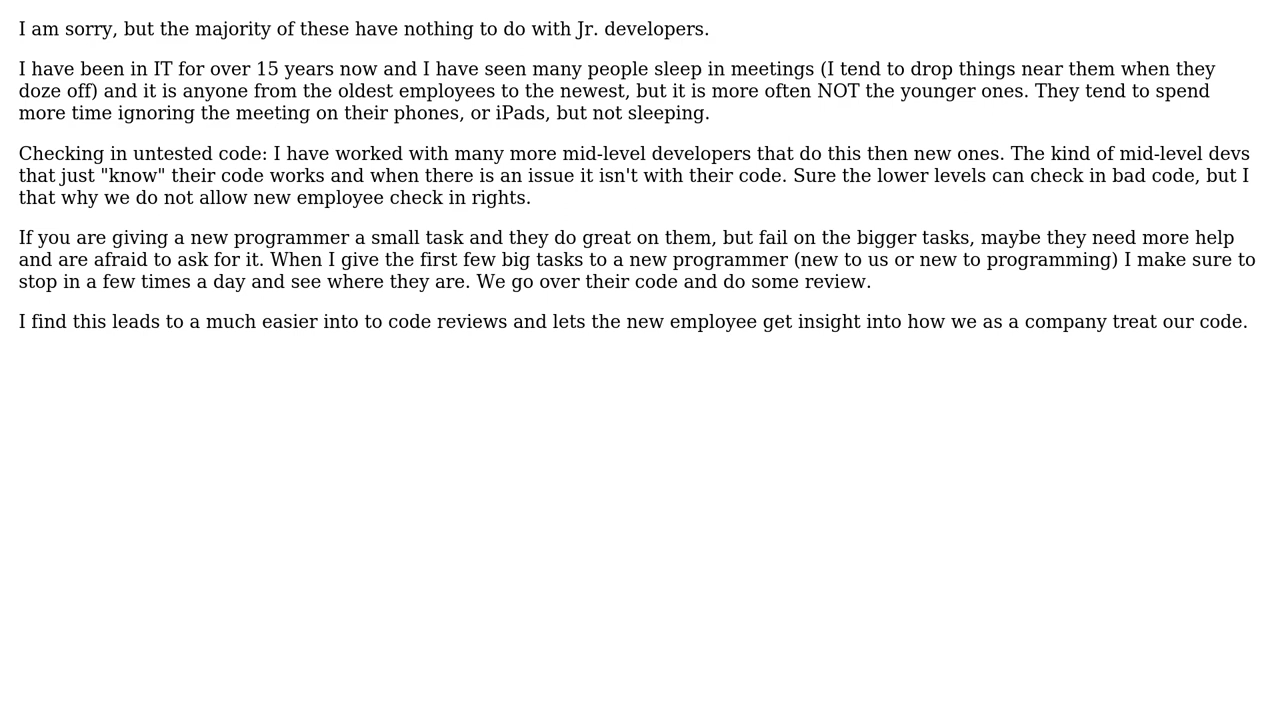 I am sorry, but the majority of these have nothing to do with Jr. developers.
I have been in IT for over 15 years now and I have seen many people sleep in meetings (I tend to drop things near them when they
doze off) and it is anyone from the oldest employees to the newest, but it is more often NOT the younger ones. They tend to spend
more time ignoring the meeting on their phones, or iPads, but not sleeping.
Checking in untested code: I have worked with many more mid-level developers that do this then new ones. The kind of mid-level devs
that just "know" their code works and when there is an issue it isn't with their code. Sure the lower levels can check in bad code, but I
that why we do not allow new employee check in rights.
If you are giving a new programmer a small task and they do great on them, but fail on the bigger tasks, maybe they need more help
and are afraid to ask for it. When I give the first few big tasks to a new programmer (new to us or new to programming) I make sure to
stop in a few times a day and see where they are. We go over their code and do some review.
I find this leads to a much easier into to code reviews and lets the new employee get insight into how we as a company treat our code.